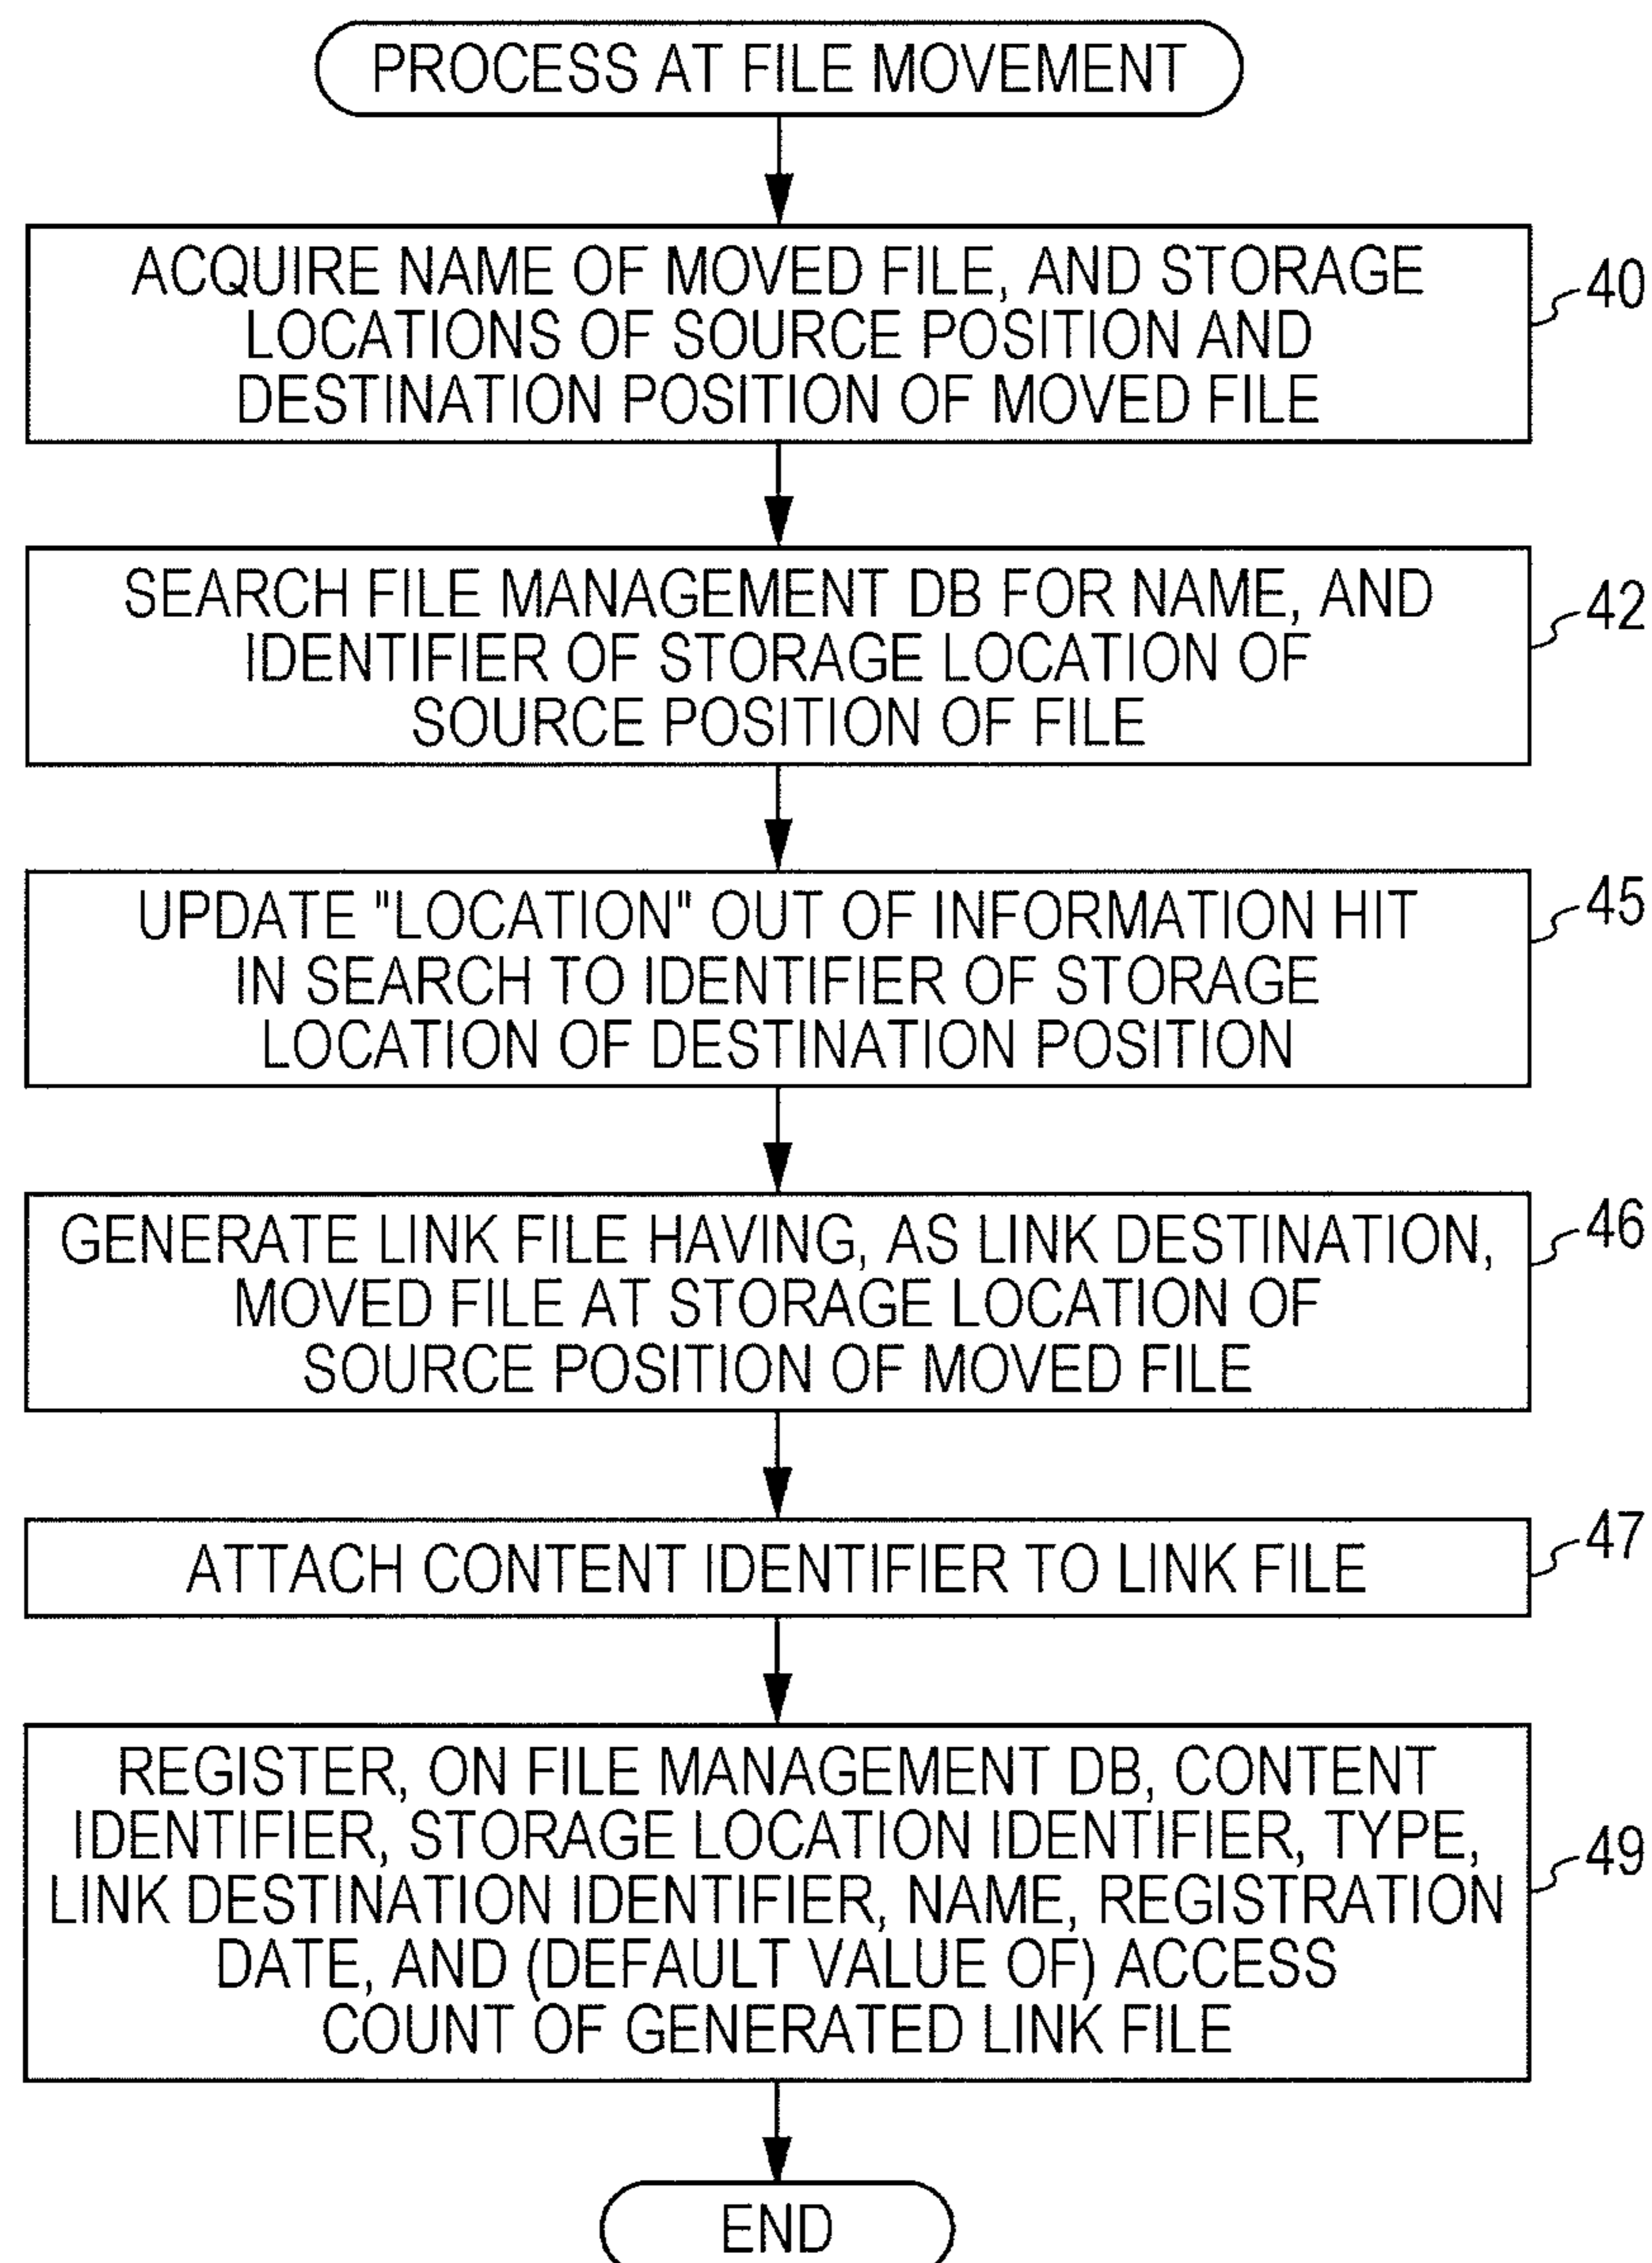 PROCESS AT FILE MOVEMENT
ACQUIRE NAME OF MOVED FILE, AND STORAGE
LOCATIONS OF SOURCE POSITION AND
DESTINATION POSITION OF MOVED FILE
40
SEARCH FILE MANAGEMENT DB FOR NAME, AND
IDENTIFIER OF STORAGE LOCATION OF
SOURCE POSITION OF FILE
42
UPDATE "LOCATION" OUT OF INFORMATION HIT
IN SEARCH TO IDENTIFIER OF STORAGE
LOCATION OF DESTINATION POSITION
45
GENERATE LINK FILE HAVING, AS LINK DESTINATION,
MOVED FILE AT STORAGE LOCATION OF
SOURCE POSITION OF MOVED FILE
46
ATTACH CONTENT IDENTIFIER TO LINK FILE
47
REGISTER, ON FILE MANAGEMENT DB, CONTENT
IDENTIFIER, STORAGE LOCATION IDENTIFIER, TYPE,
LINK DESTINATION IDENTIFIER, NAME, REGISTRATION
DATE, AND (DEFAULT VALUE OF) ACCESS
COUNT OF GENERATED LINK FILE
49
END